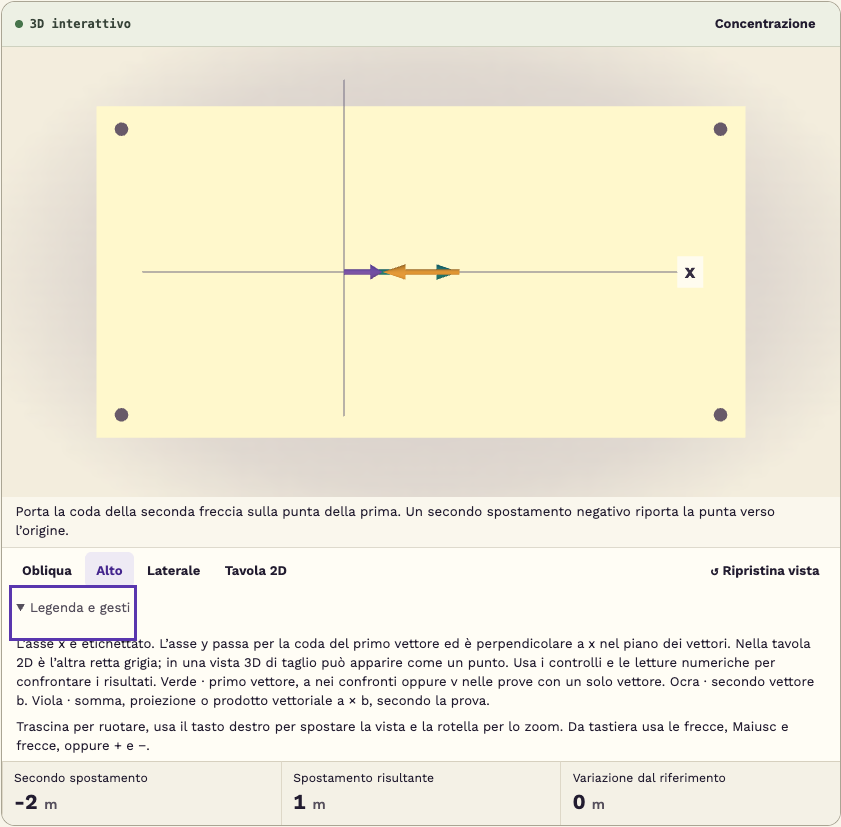 3D interattivo
Concentrazione
x
Porta la coda della seconda freccia sulla punta della prima. Un secondo spostamento negativo riporta la punta verso
l’origine.
Obliqua
Alto
Laterale
Tavola 2D
↺ Ripristina vista
▼ Legenda e gesti
L’asse x è etichettato. L’asse y passa per la coda del primo vettore ed è perpendicolare a x nel piano dei vettori. Nella tavola
2D è l’altra retta grigia; in una vista 3D di taglio può apparire come un punto. Usa i controlli e le letture numeriche per
confrontare i risultati. Verde · primo vettore, a nei confronti oppure v nelle prove con un solo vettore. Ocra · secondo vettore
b. Viola · somma, proiezione o prodotto vettoriale a × b, secondo la prova.
Trascina per ruotare, usa il tasto destro per spostare la vista e la rotella per lo zoom. Da tastiera usa le frecce, Maiusc e
frecce, oppure + e −.
Secondo spostamento
-2 m
Spostamento risultante
1 m
Variazione dal riferimento
0 m